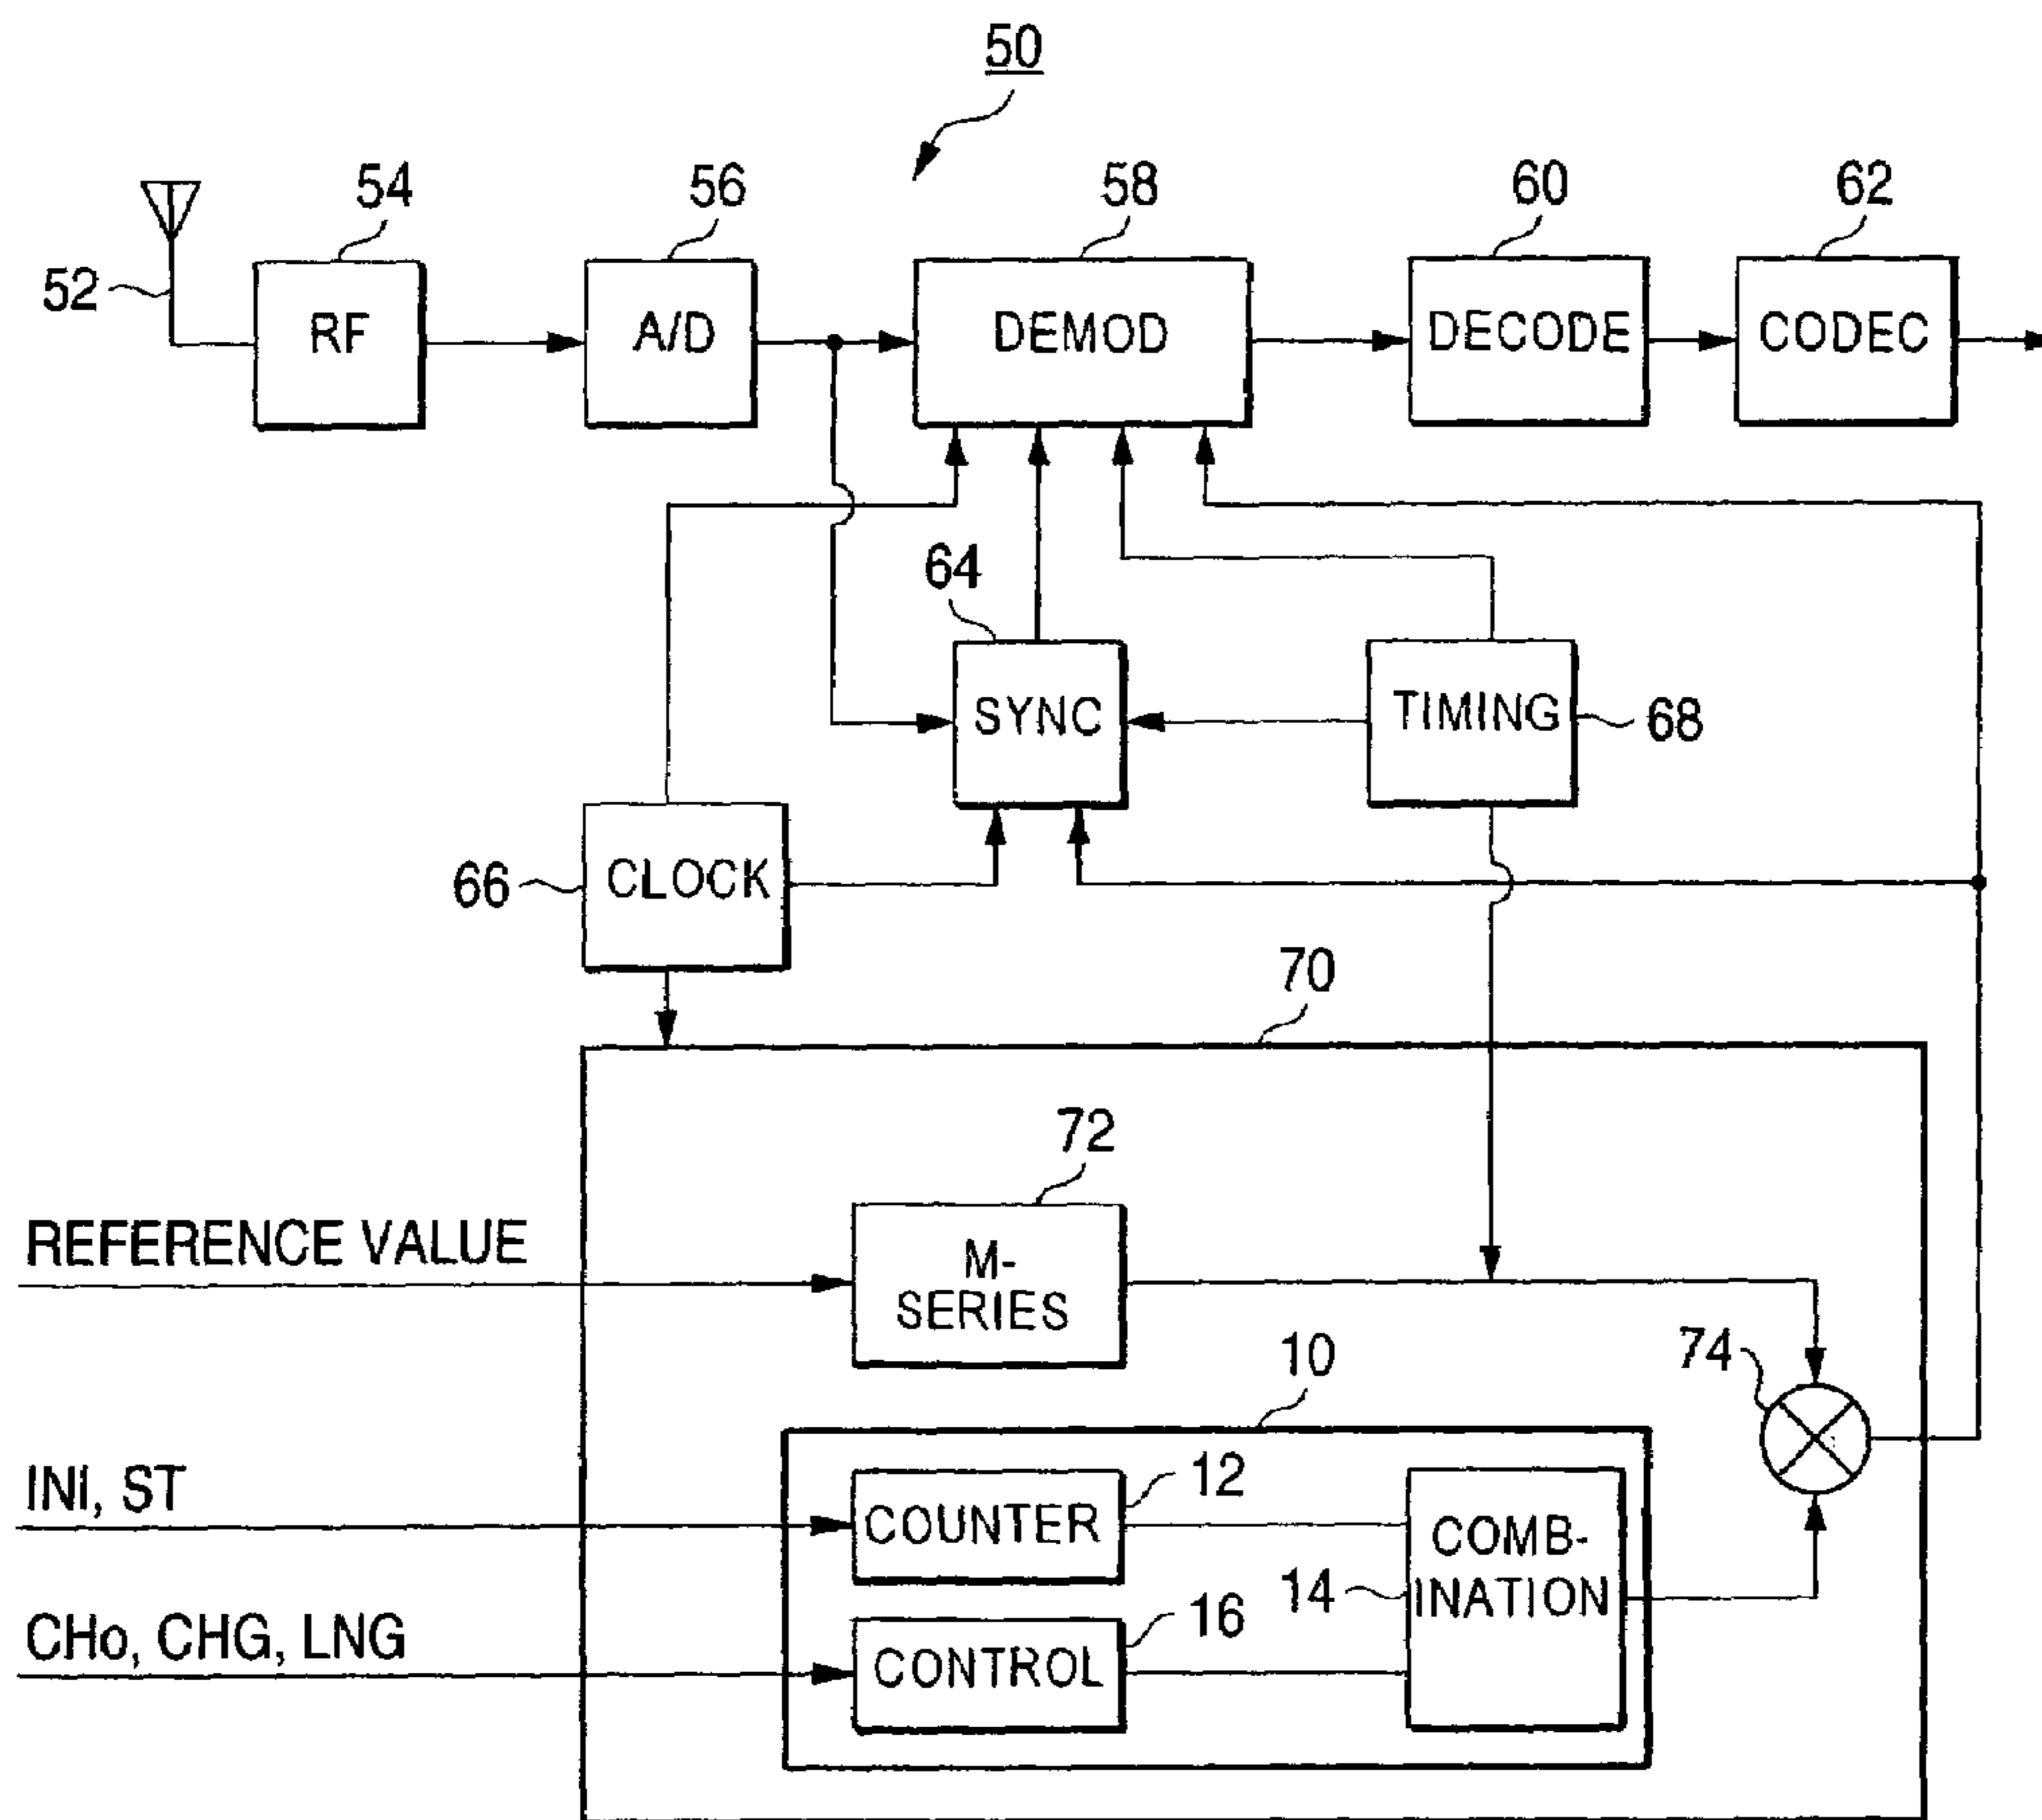 50
54
56
58
60
62
52
RF
A/D
DEMOD
DECODE
CODEC
64
SYNC
TIMING
68
66
CLOCK
70
72
REFERENCE VALUE
M-
SERIES
74
10
INI, ST
COUNTER
12
COMB-
INATION
14
16
CHo, CHG, LNG
CONTROL